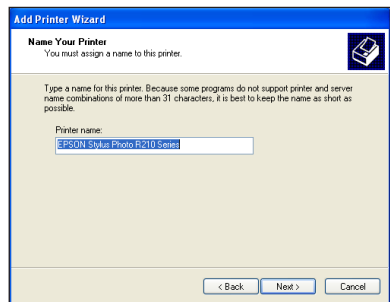 Add Printer Wizard
Name Your Printer
You must assign a name to this printer.
Type a name for this printer. Because some programs do not support printer and server
name combinations of more than 31 characters, it is best to keep the name as short as
possible.
Printer name:
EPSON Stylus Photo R210 Series
< Back
Next >
Cancel